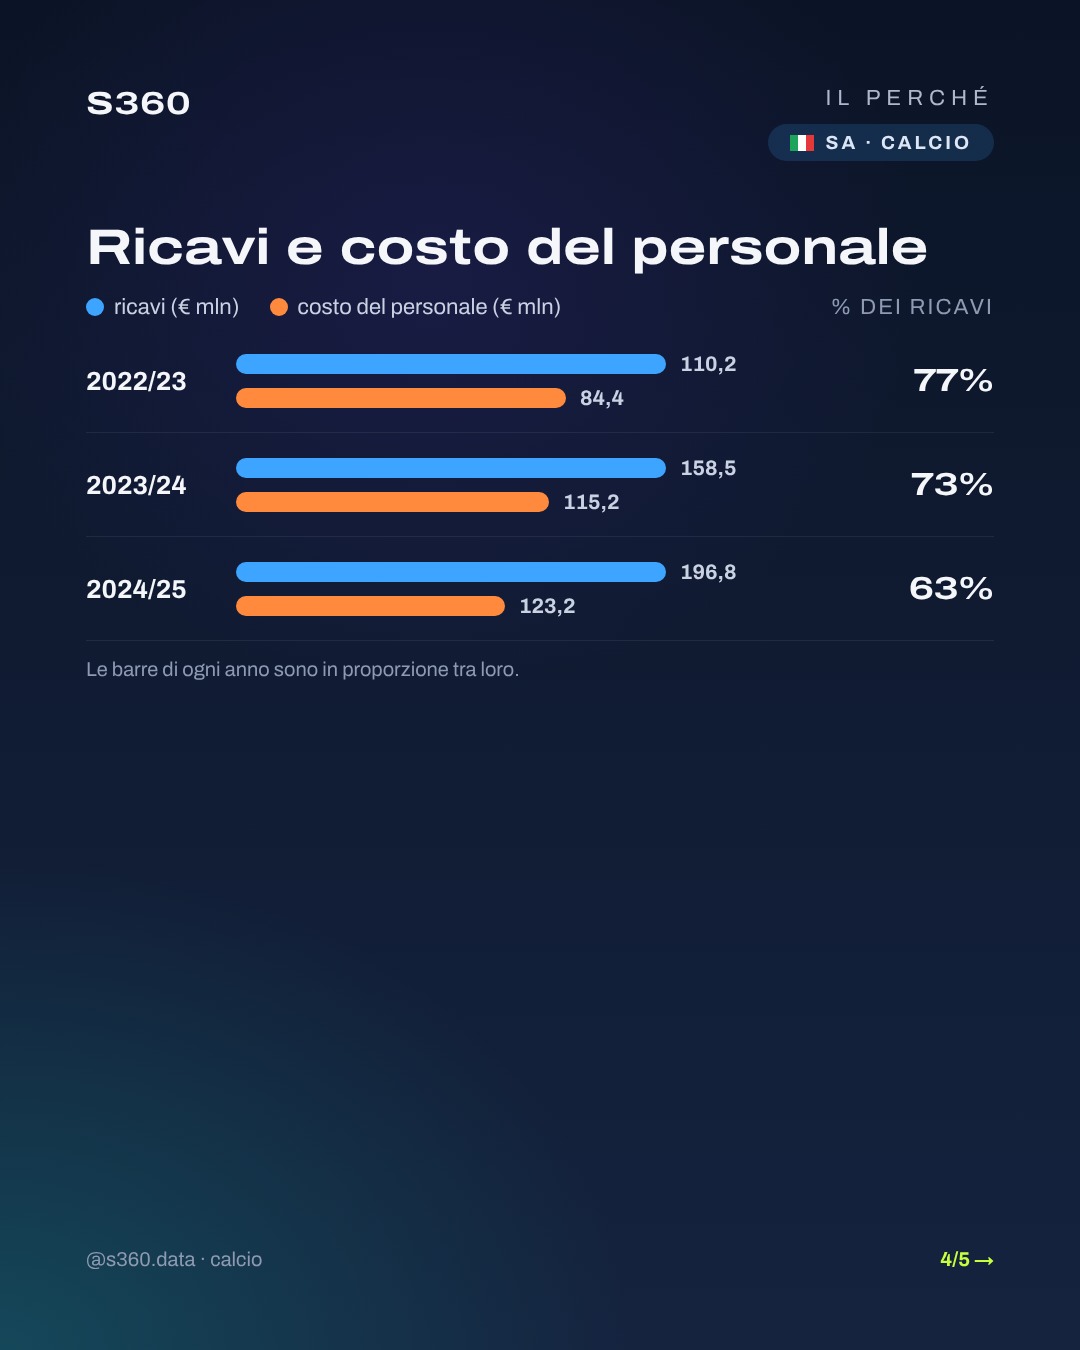 S360
IL PERCHÉ
SA · CALCIO
Ricavi e costo del personale
ricavi (€ mln) costo del personale (€ mln) % DEI RICAVI
110,2
2022/23 77%
84,4
158,5
2023/24 73%
115,2
196,8
2024/25 63%
123,2
Le barre di ogni anno sono in proporzione tra loro.
@s360.data · calcio 4/5 →